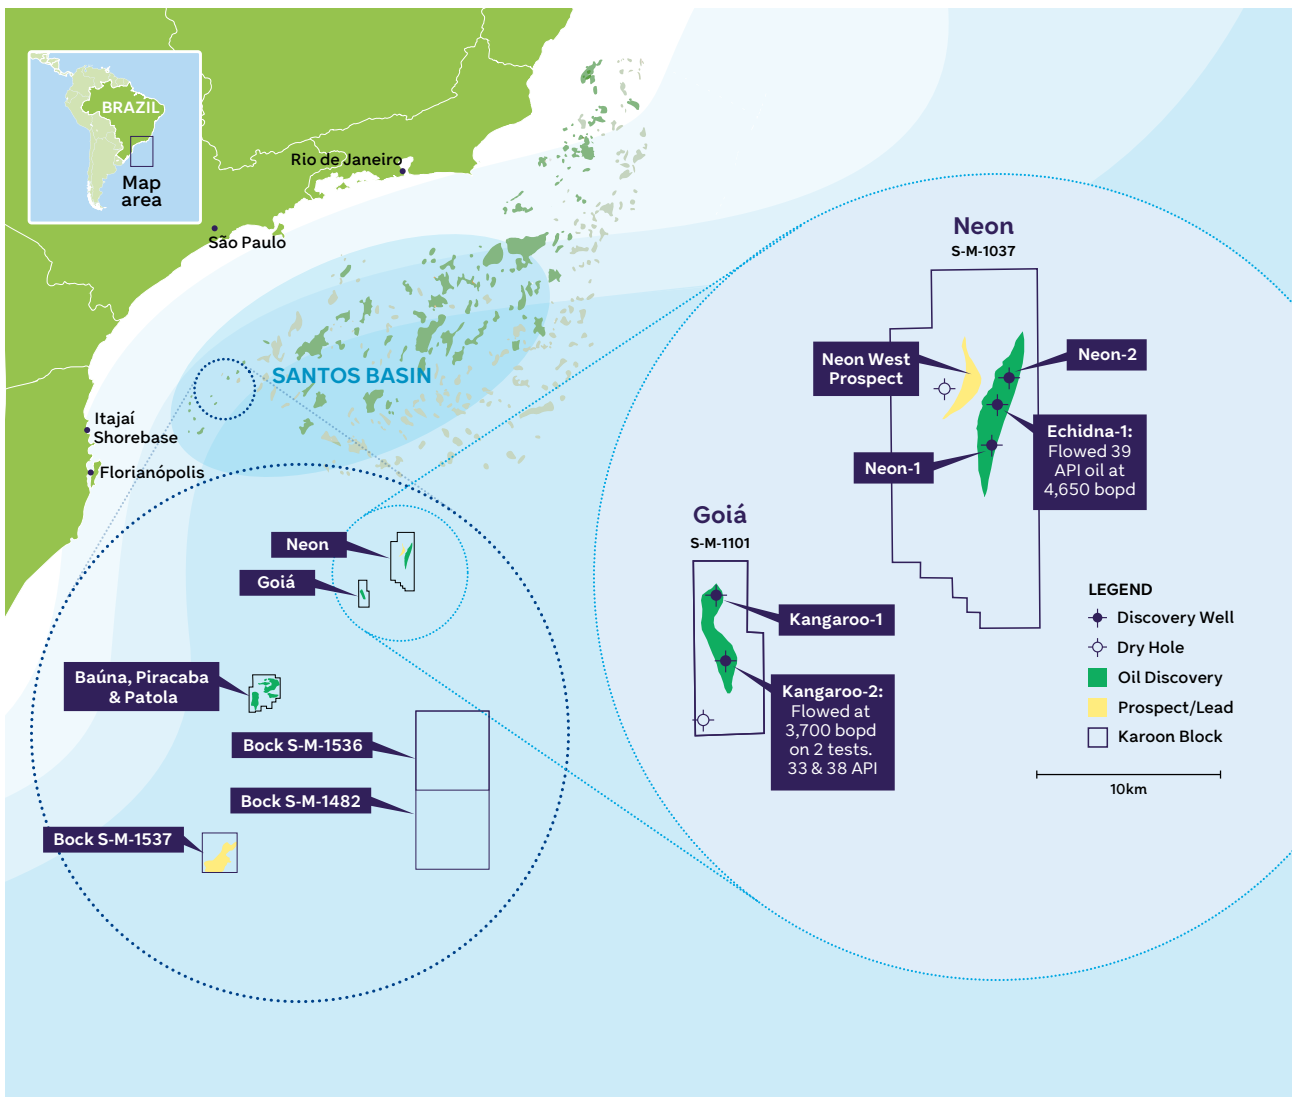 BRAZIL
Map
area
Rio de Janeiro
São Paulo
SANTOS BASIN
Itajaí
Shorebase
Florianópolis
Neon
Goiá
Baúna, Piracaba
& Patola
Bock S-M-1536
Bock S-M-1482
Bock S-M-1537
Neon
S-M-1037
Neon West
Prospect
Neon-2
Echidna-1:
Flowed 39
API oil at
4,650 bopd
Neon-1
Goiá
S-M-1101
Kangaroo-1
Kangaroo-2:
Flowed at
3,700 bopd
on 2 tests.
33 & 38 API
LEGEND
Discovery Well
Dry Hole
Oil Discovery
Prospect/Lead
Karoon Block
10km